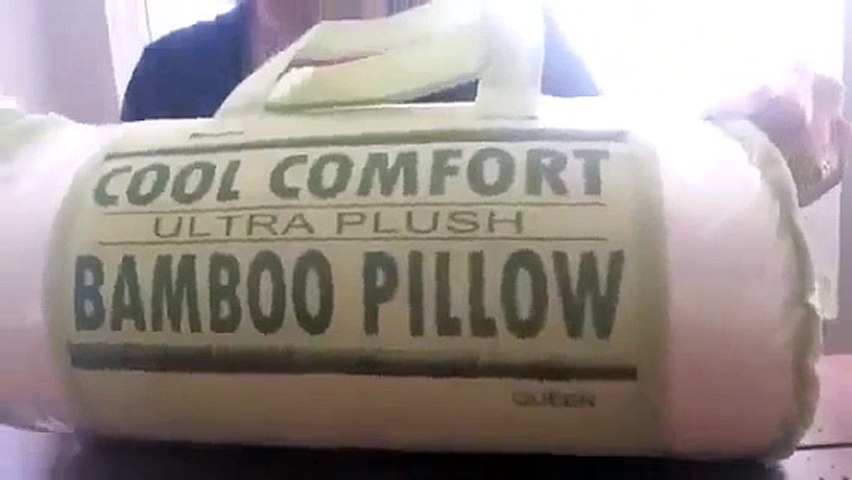 COOL COMFORT
ULTRA PLUSH
BAMBOO PILLOW
QUEEN